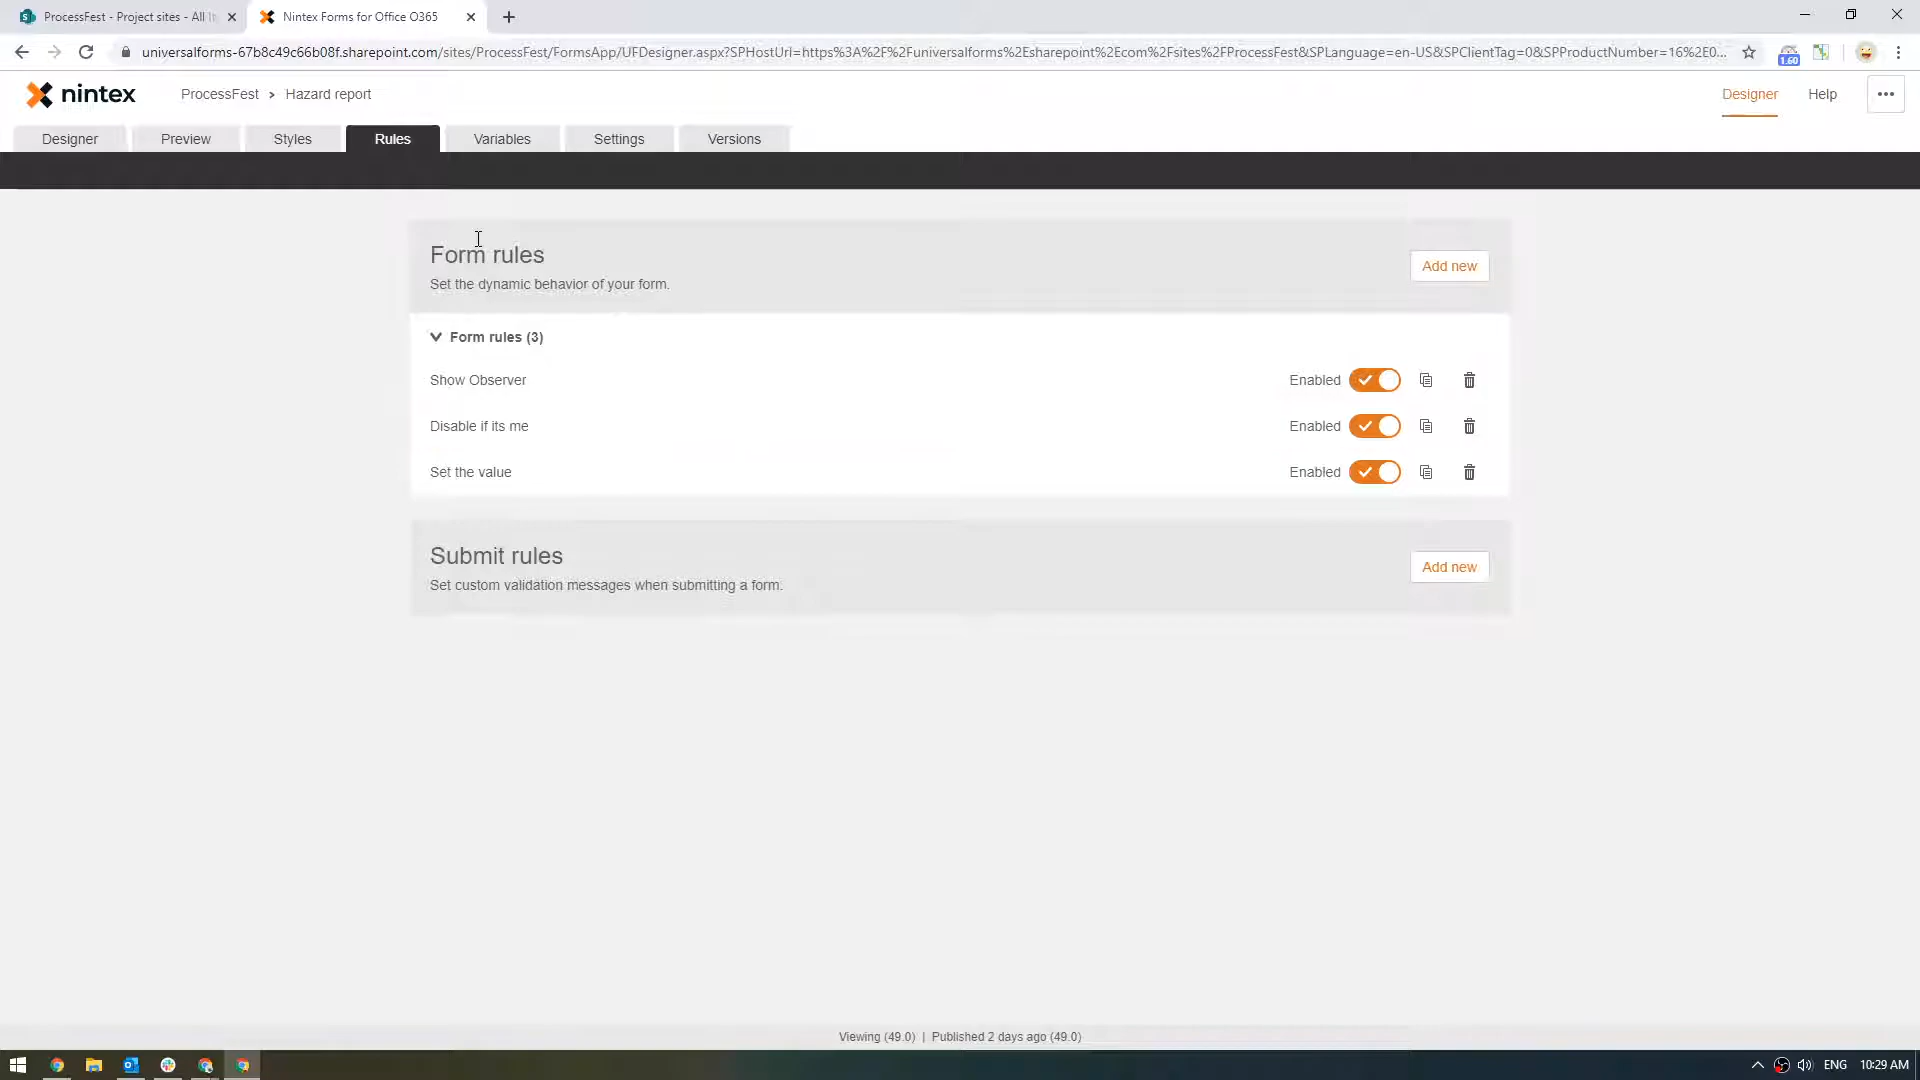 ProcessFest - Project sites - All
Nintex Forms for Office O365
universalforms-67b8c49c66b08f.sharepoint.com/sites/ProcessFest/FormsApp/UFDesigner.aspx?SPHostUrl=https%3A%2F%2Funiversalforms%2Esharepoint%2Ecom%2Fsites%2FProcessFest&SPLanguage=en-US&SPClientTag=0&SPProductNumber=16%2E0...
1.60
nintex
ProcessFest > Hazard report
Designer
Help
Designer
Preview
Styles
Rules
Variables
Settings
Versions
Form rules
Set the dynamic behavior of your form.
Add new
Form rules (3)
Show Observer
Enabled
Disable if its me
Enabled
Set the value
Enabled
Submit rules
Set custom validation messages when submitting a form.
Add new
Viewing (49.0) | Published 2 days ago (49.0)
ENG
10:29 AM